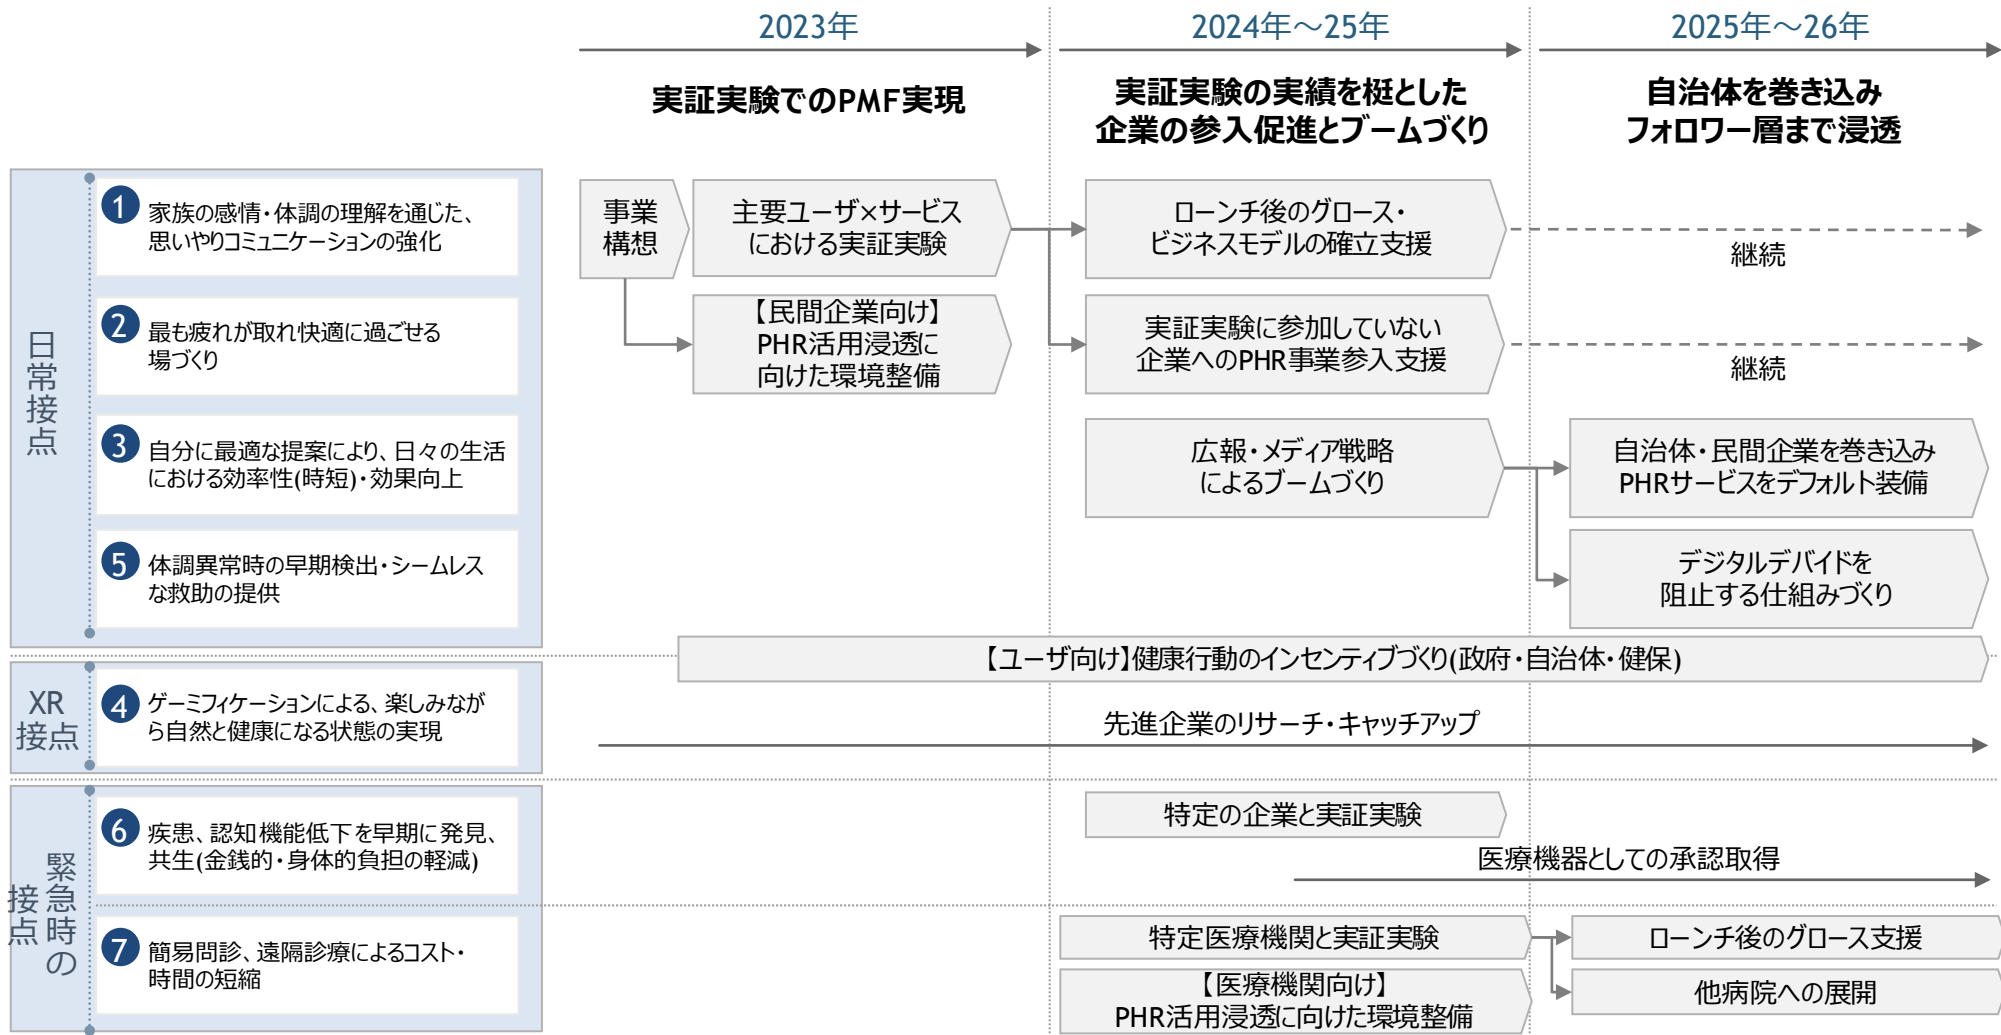 2023年
2024年～25年
2025年～26年
実証実験でのPMF実現
実証実験の実績を梃とした
企業の参入促進とブームづくり
自治体を巻き込み
フォロワー層まで浸透
日常接点
1
家族の感情・体調の理解を通じた、
思いやりコミュニケーションの強化
2
最も疲れが取れ快適に過ごせる
場づくり
3
自分に最適な提案により、日々の生活
における効率性(時短)・効果向上
5
体調異常時の早期検出・シームレス
な救助の提供
事業
構想
主要ユーザ×サービス
における実証実験
【民間企業向け】
PHR活用浸透に
向けた環境整備
ローンチ後のグロース・
ビジネスモデルの確立支援
継続
実証実験に参加していない
企業へのPHR事業参入支援
継続
広報・メディア戦略
によるブームづくり
自治体・民間企業を巻き込み
PHRサービスをデフォルト装備
デジタルデバイドを
阻止する仕組みづくり
【ユーザ向け】健康行動のインセンティブづくり(政府・自治体・健保)
XR
接点
4
ゲーミフィケーションによる、楽しみなが
ら自然と健康になる状態の実現
先進企業のリサーチ・キャッチアップ
緊急時の
接点
6
疾患、認知機能低下を早期に発見、
共生(金銭的・身体的負担の軽減)
特定の企業と実証実験
医療機器としての承認取得
7
簡易問診、遠隔診療によるコスト・
時間の短縮
特定医療機関と実証実験
【医療機関向け】
PHR活用浸透に向けた環境整備
ローンチ後のグロース支援
他病院への展開